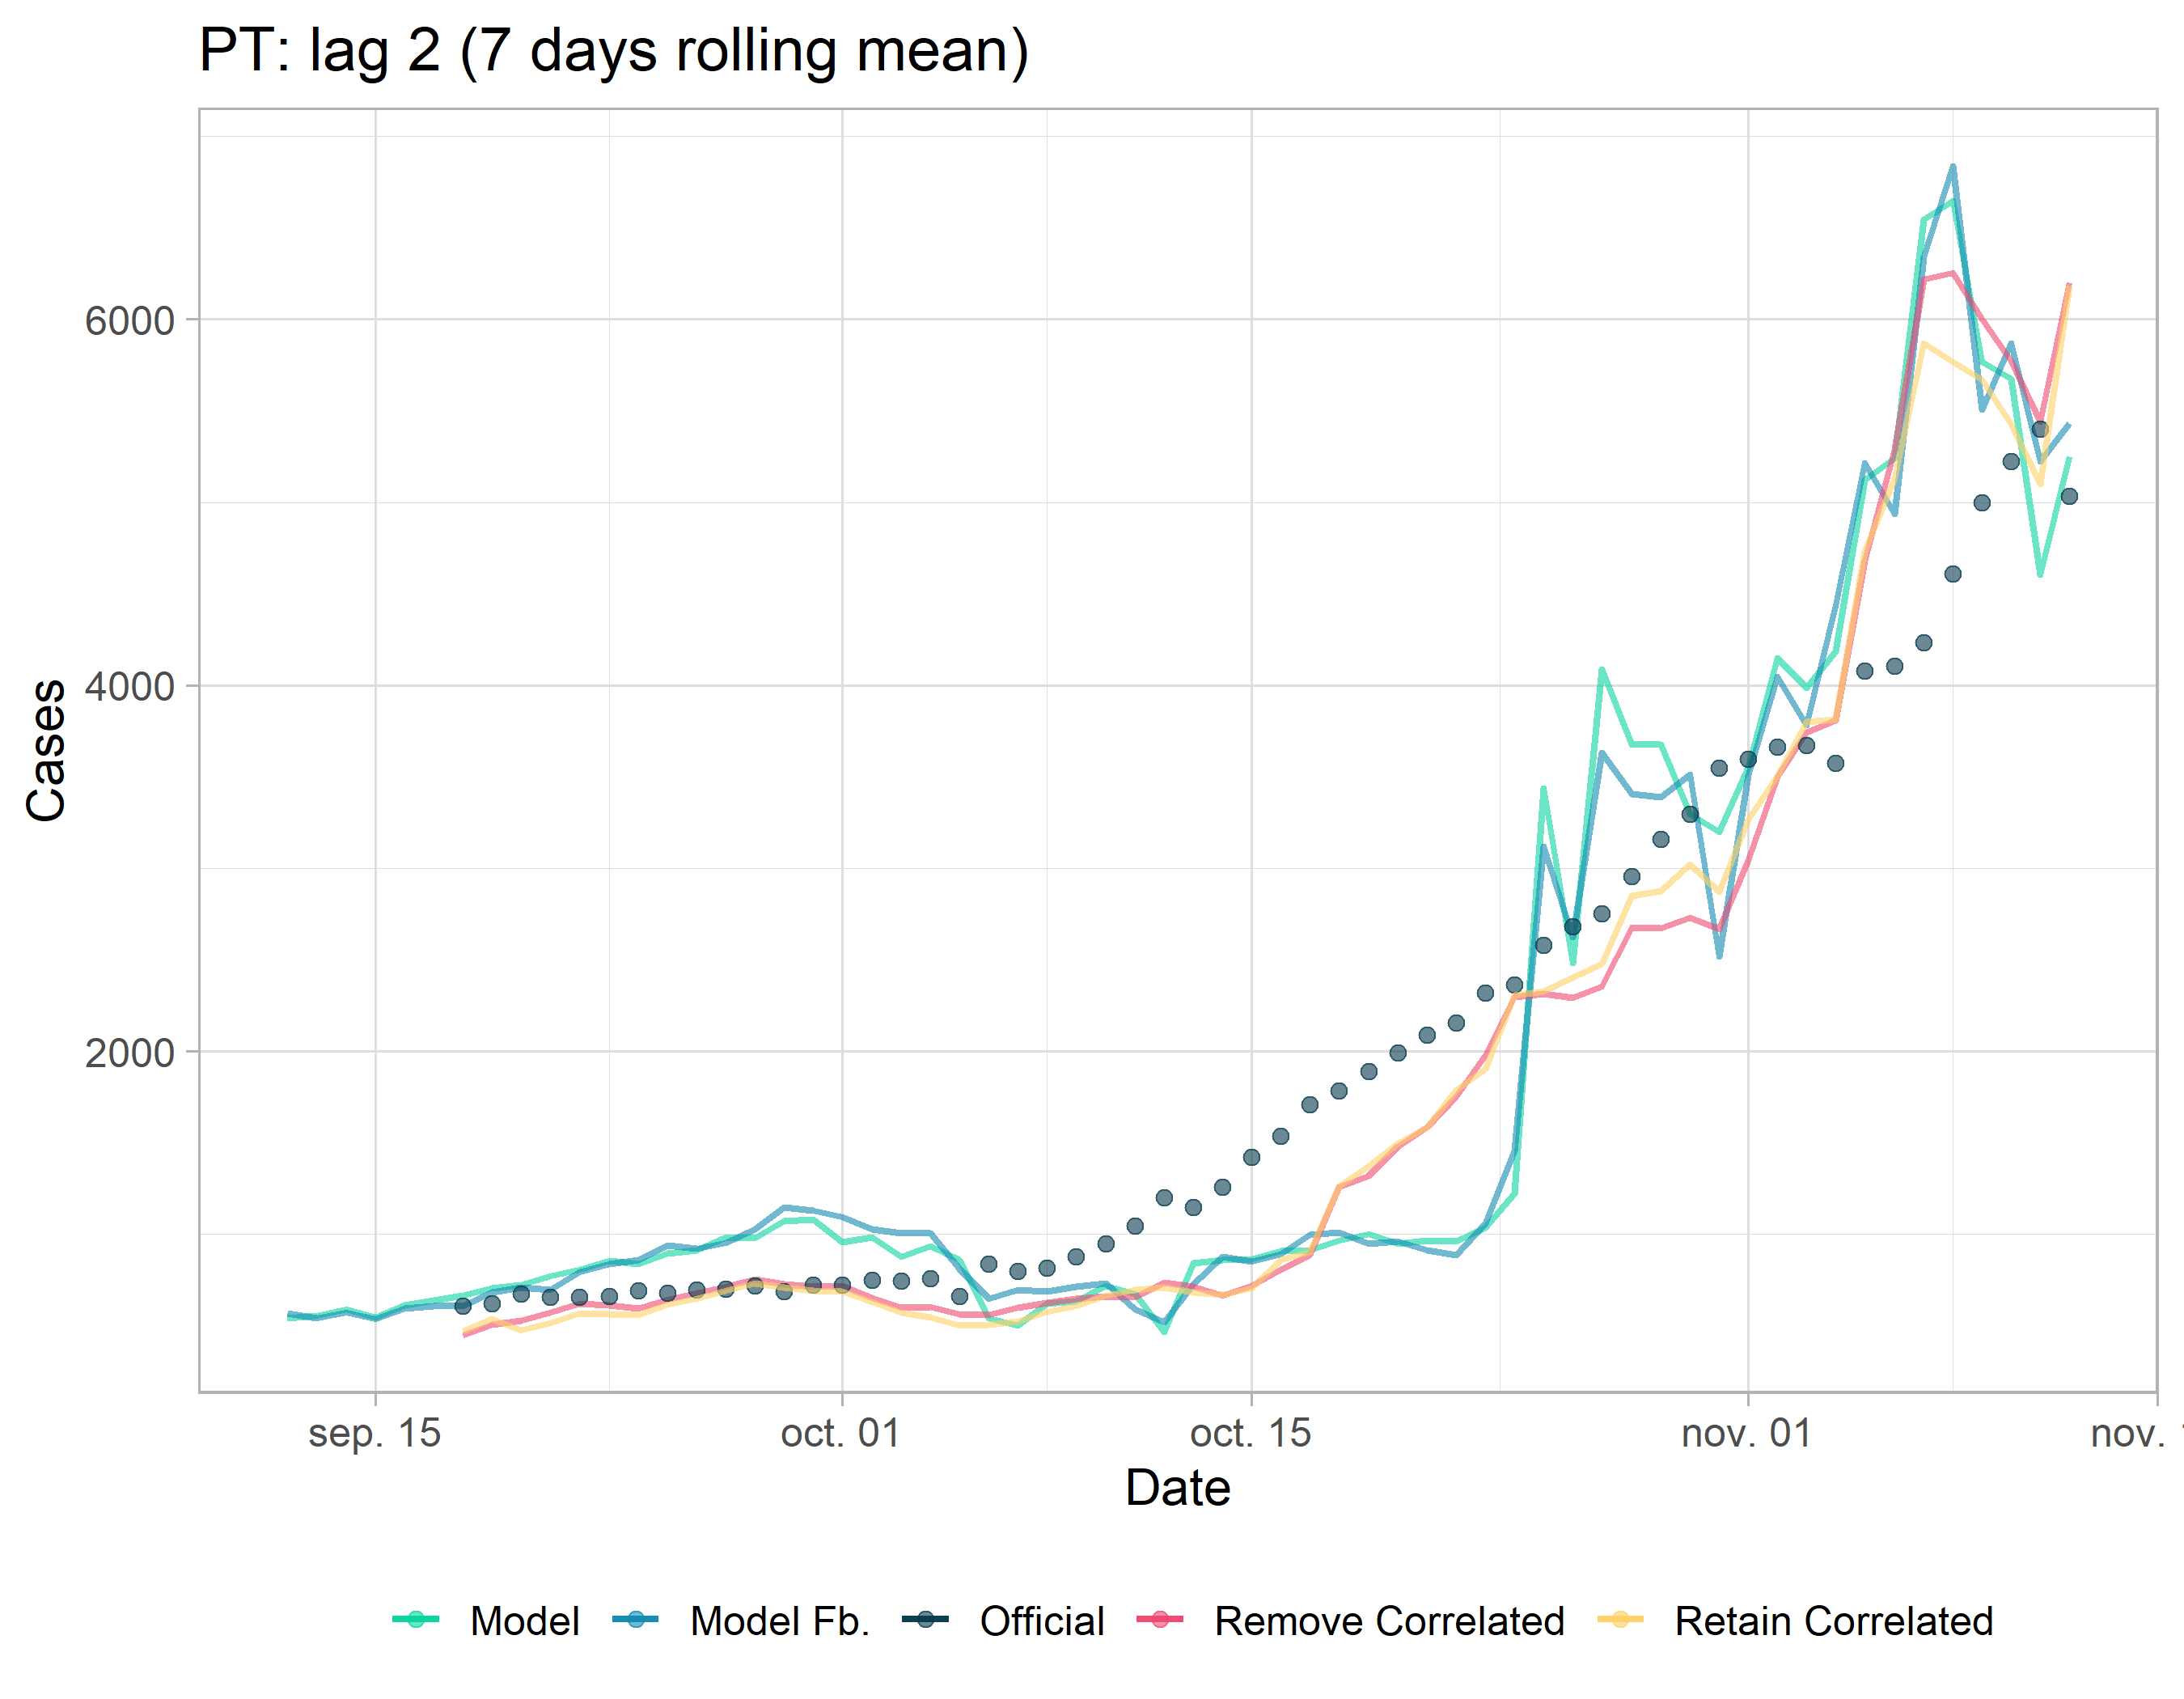 PT: lag 2 (7 days rolling mean)
Cases
6000
4000
2000
sep. 15
oct. 01
oct. 15
nov. 01
nov.
Date
Model
Model Fb.
Official
Remove Correlated
Retain Correlated